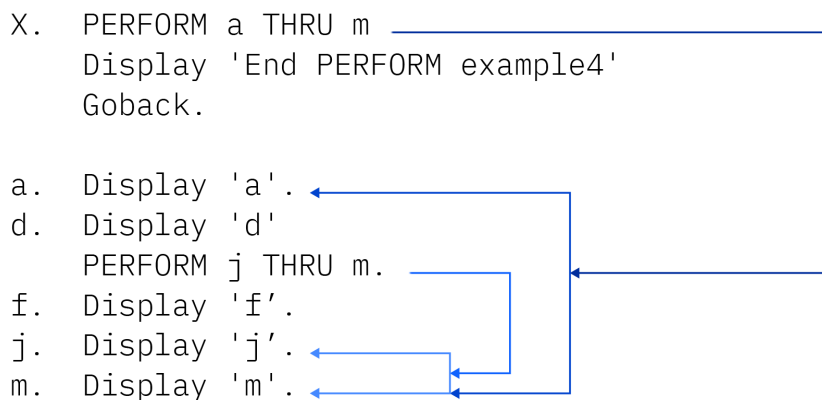 X. PERFORM a THRU m
Display 'End PERFORM example4'
Goback.
a. Display 'a'.
d. Display 'd'
PERFORM j THRU m.
f. Display 'f’.
j. Display 'j’.
m. Display 'm'.